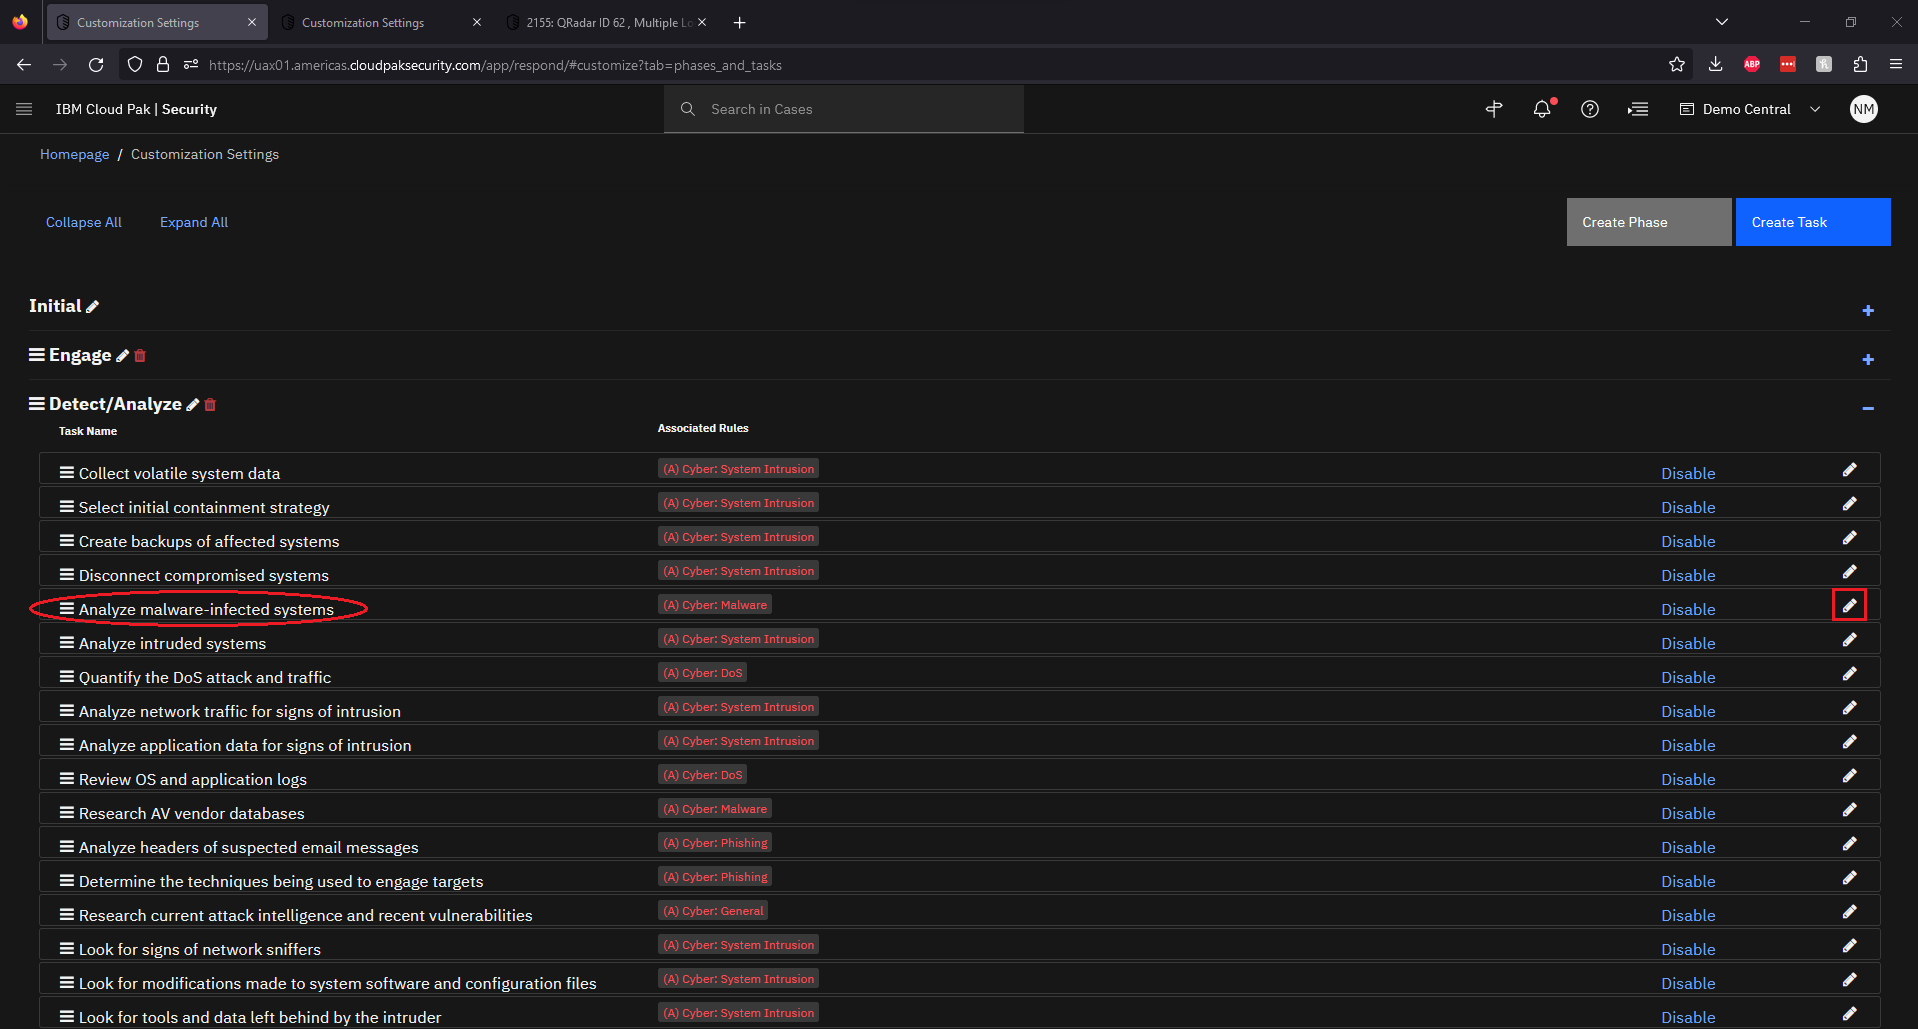 Customization Settings
Customization Settings
2155: QRadar ID 62 , Multiple Lo
https://uax01.americas.cloudpaksecurity.com/app/respond/#customize?tab=phases_and_tasks
ABP
IBM Cloud Pak | Security
Search in Cases
Demo Central
NM
Homepage / Customization Settings
Collapse All
Expand All
Create Phase
Create Task
Initial
Engage
Detect/Analyze
Task Name
Associated Rules
Collect volatile system data (A) Cyber: System Intrusion Disable
Select initial containment strategy (A) Cyber: System Intrusion Disable
Create backups of affected systems (A) Cyber: System Intrusion Disable
Disconnect compromised systems (A) Cyber: System Intrusion Disable
Analyze malware-infected systems (A) Cyber: Malware Disable
Analyze intruded systems (A) Cyber: System Intrusion Disable
Quantify the DoS attack and traffic (A) Cyber: DoS Disable
Analyze network traffic for signs of intrusion (A) Cyber: System Intrusion Disable
Analyze application data for signs of intrusion (A) Cyber: System Intrusion Disable
Review OS and application logs (A) Cyber: DoS Disable
Research AV vendor databases (A) Cyber: Malware Disable
Analyze headers of suspected email messages (A) Cyber: Phishing Disable
Determine the techniques being used to engage targets (A) Cyber: Phishing Disable
Research current attack intelligence and recent vulnerabilities (A) Cyber: General Disable
Look for signs of network sniffers (A) Cyber: System Intrusion Disable
Look for modifications made to system software and configuration files (A) Cyber: System Intrusion Disable
Look for tools and data left behind by the intruder (A) Cyber: System Intrusion Disable